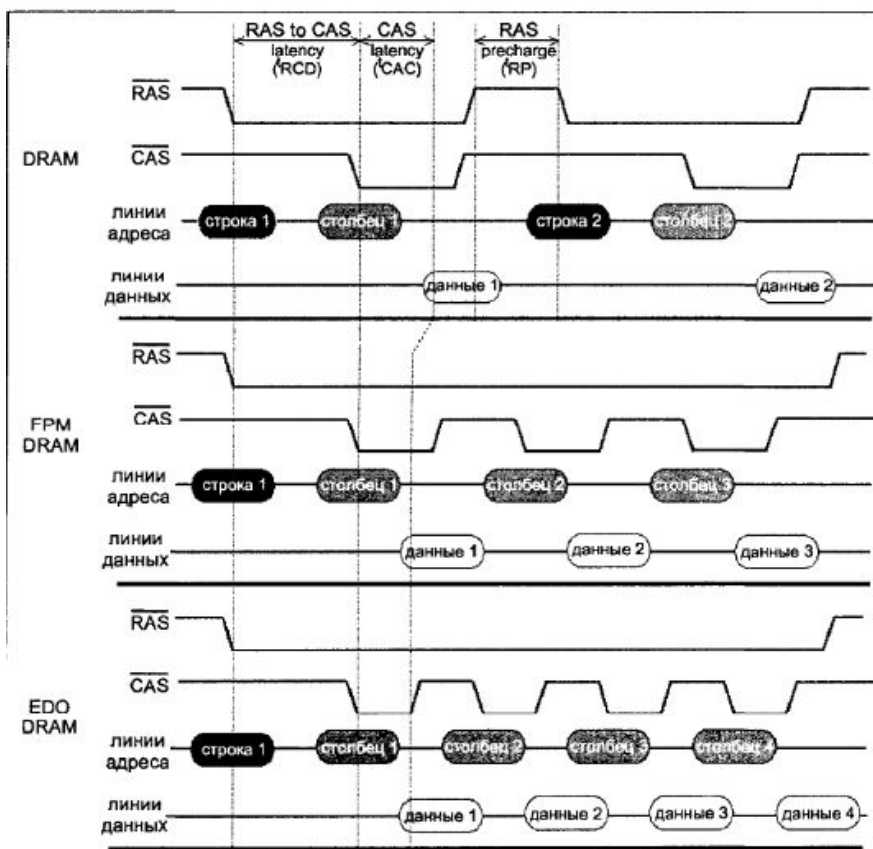 RAS to CAS
latency
(tRCD)
CAS
latency
(tCAC)
RAS
precharge
(tRP)
DRAM
RAS
CAS
линии
адреса
строка 1
столбец 1
строка 2
столбец 2
линии
данных
данные 1
данные 2
FPM
DRAM
RAS
CAS
линии
адреса
строка 1
столбец 1
столбец 2
столбец 3
линии
данных
данные 1
данные 2
данные 3
EDO
DRAM
RAS
CAS
линии
адреса
строка 1
столбец 1
столбец 2
столбец 3
столбец 4
линии
данных
данные 1
данные 2
данные 3
данные 4